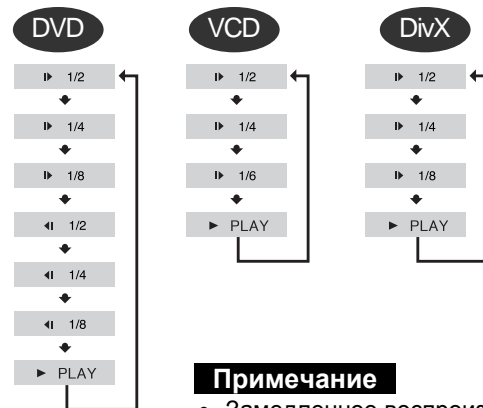 DVD
▶ 1/2
▶ 1/4
▶ 1/8
◀ 1/2
◀ 1/4
◀ 1/8
► PLAY
VCD
▶ 1/2
▶ 1/4
▶ 1/6
► PLAY
DivX
▶ 1/2
▶ 1/4
▶ 1/8
► PLAY
Примечание